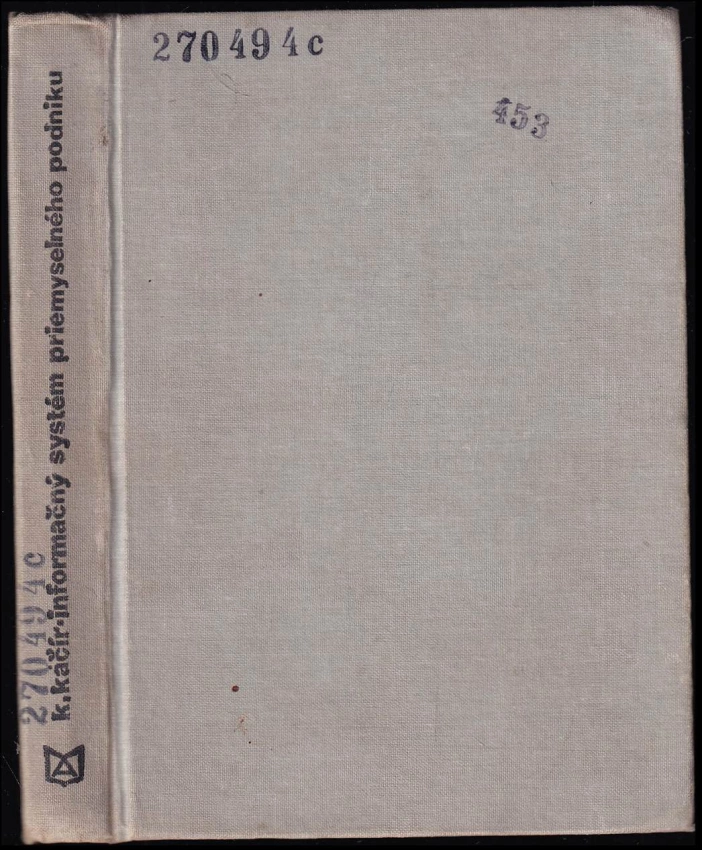 270494c
453
k. káčír·informačný systém priemyselného podniku
270494c